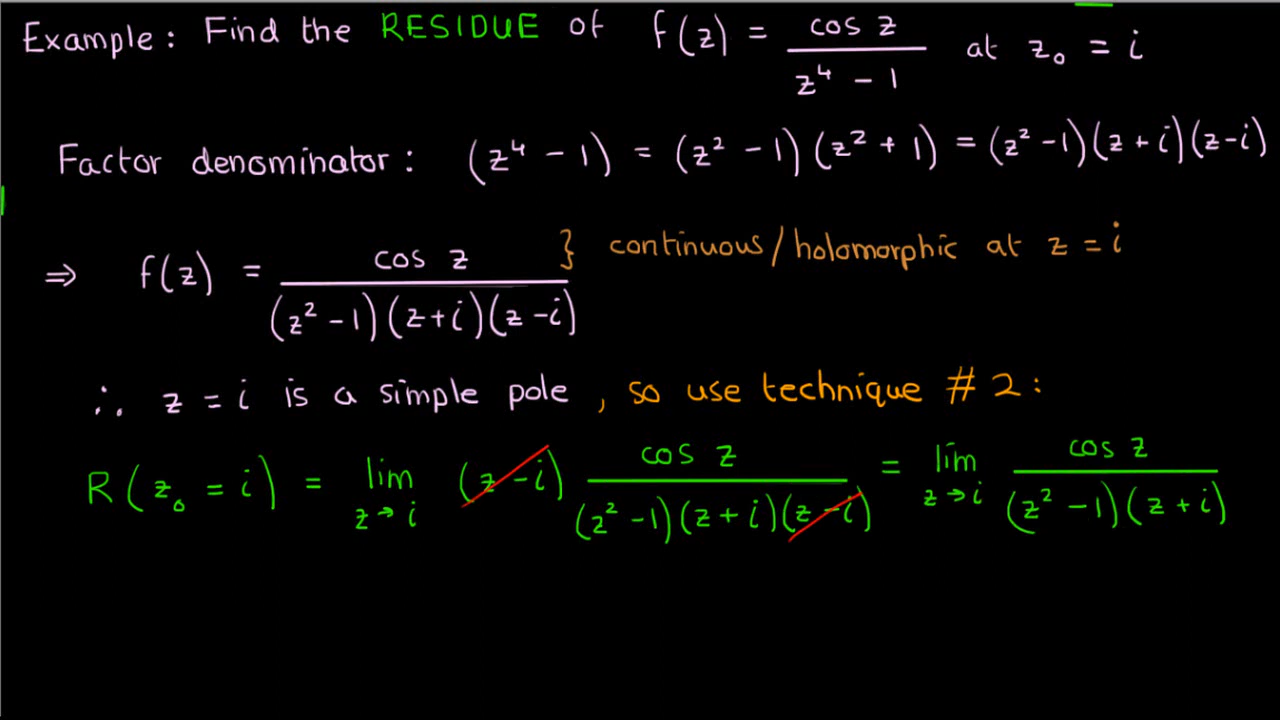 Example: Find the RESIDUE of f(z) = cos z / z⁴ - 1 at z₀ = i
Factor denominator: (z⁴ - 1) = (z² - 1)(z² + 1) = (z² - 1)(z + i)(z - i)
⇒ f(z) = cos z / (z² - 1)(z + i)(z - i) } continuous/holomorphic at z = i
∴ z = i is a simple pole, so use technique # 2:
R(z₀ = i) = lim z→i (z - i) cos z / (z² - 1)(z + i)(z - i) = lim z→i cos z / (z² - 1)(z + i)